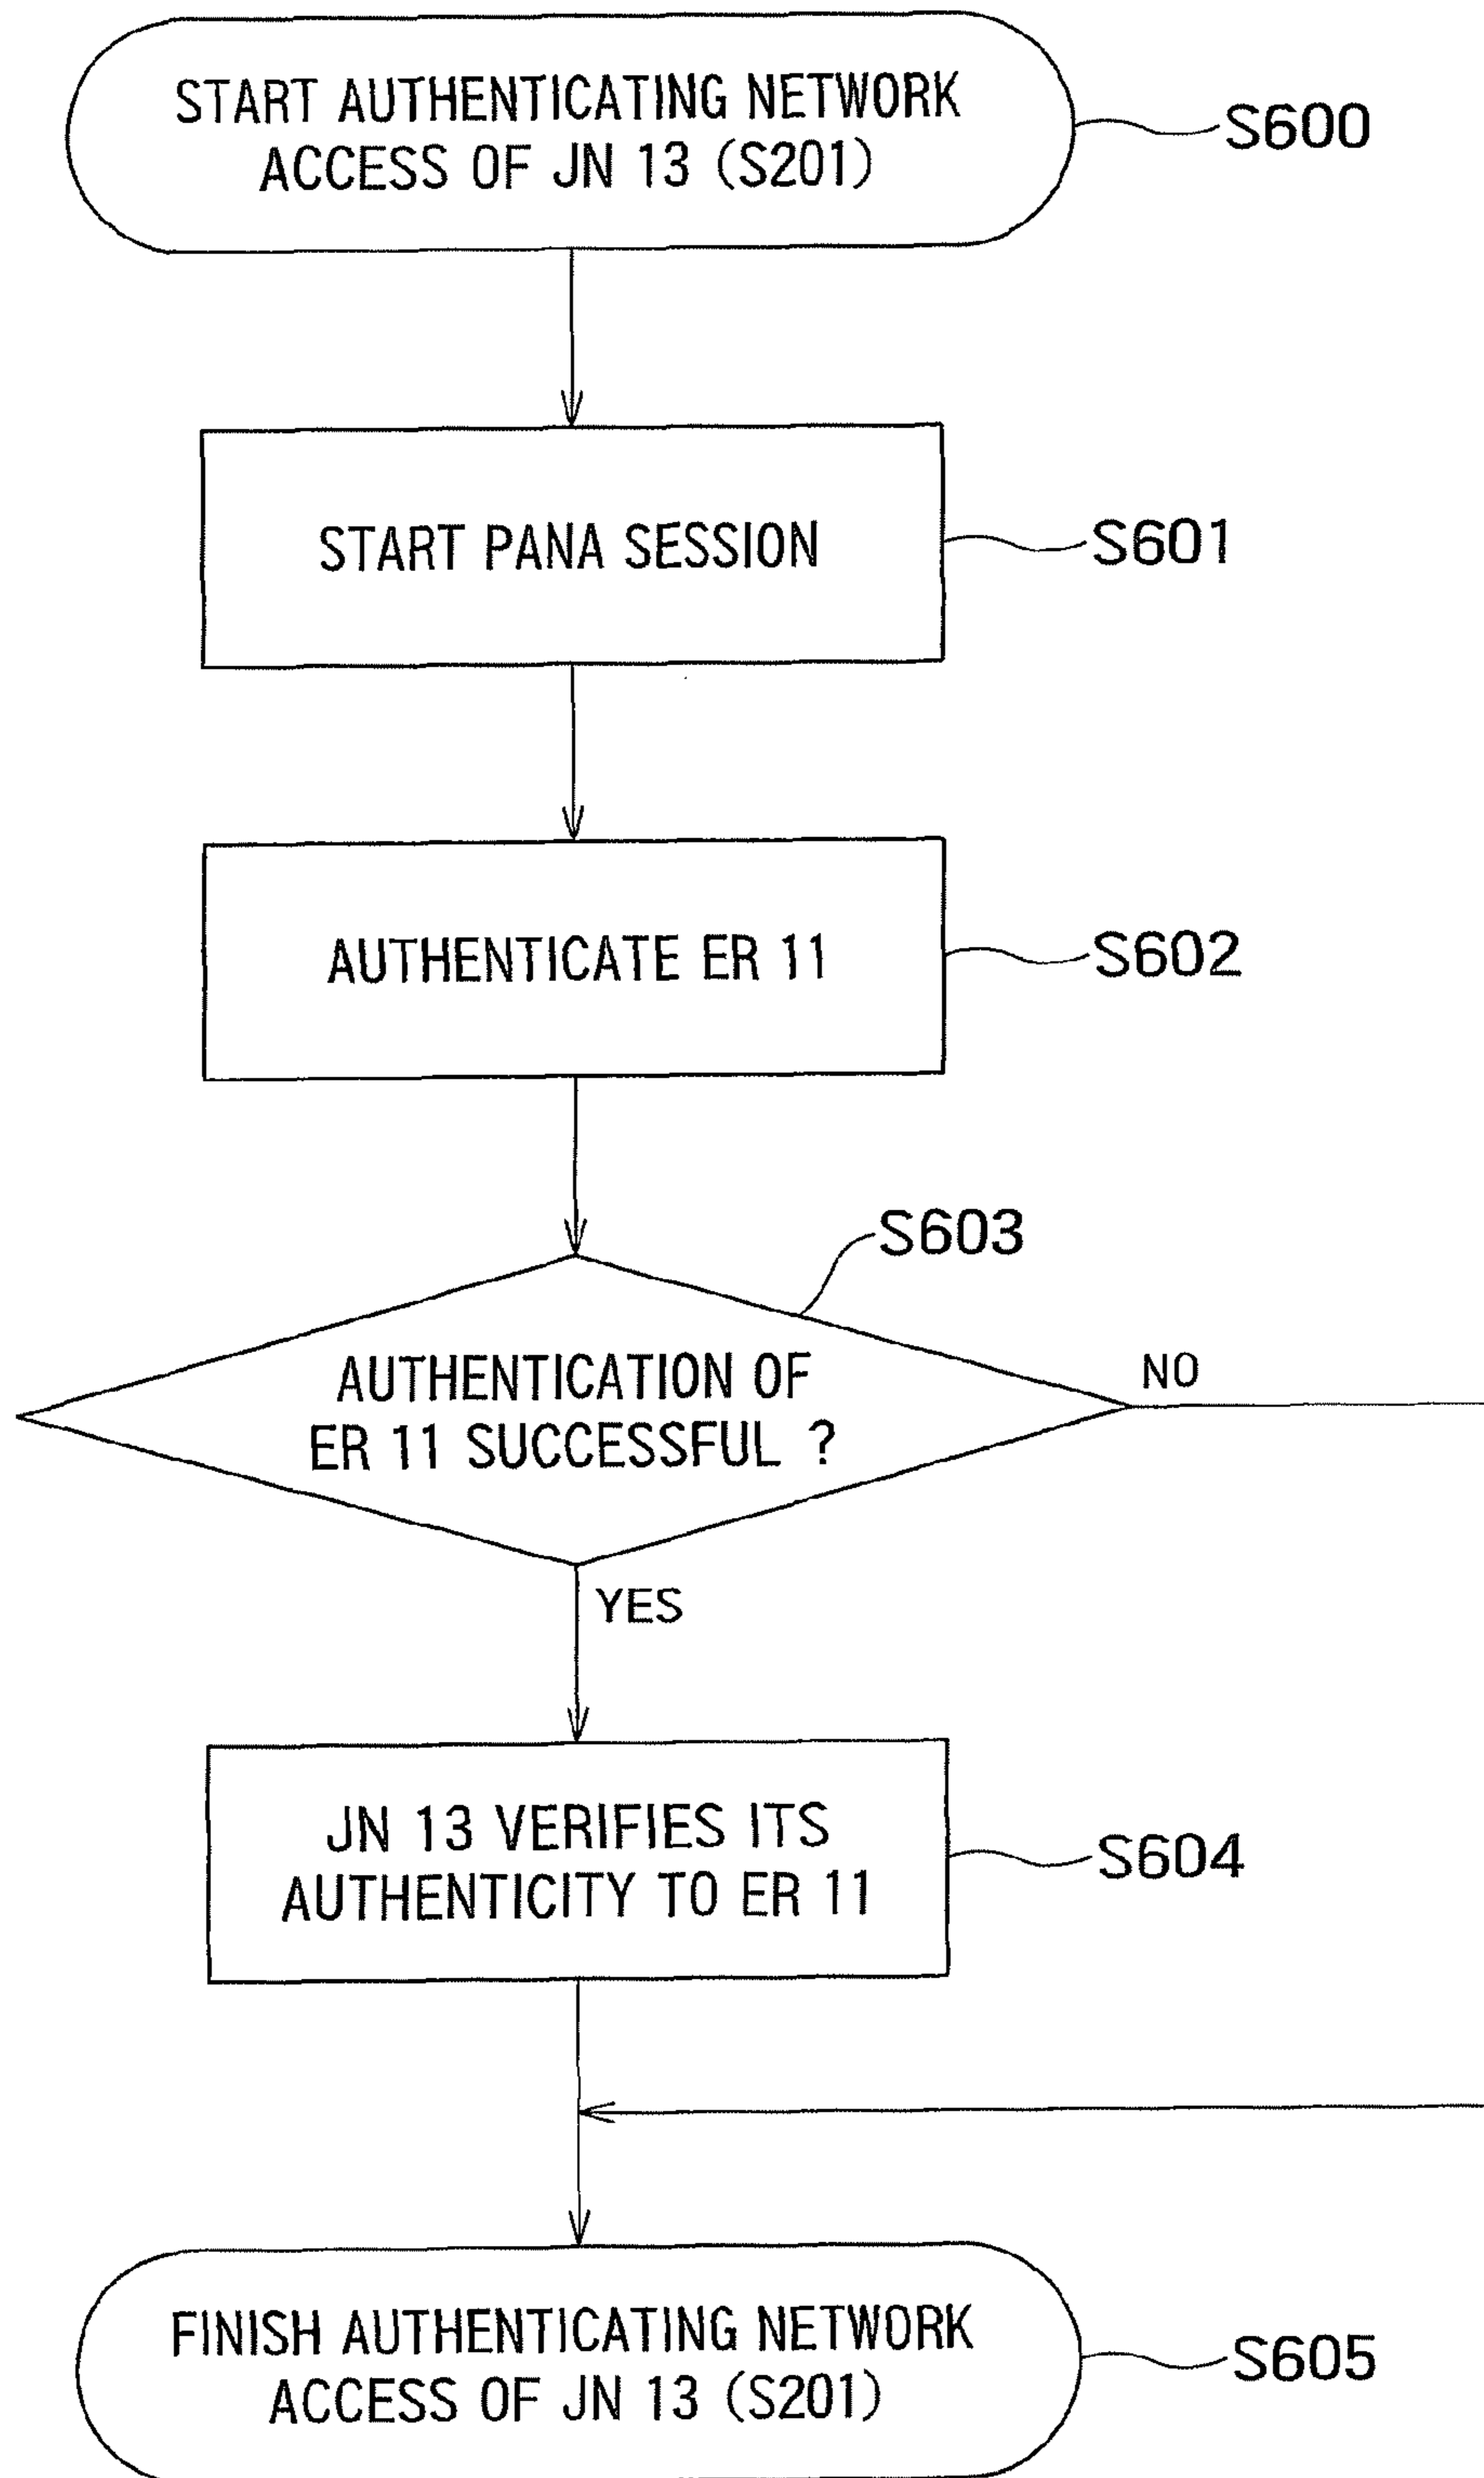 START AUTHENTICATING NETWORK
ACCESS OF JN 13 (S201)
S600
START PANA SESSION
S601
AUTHENTICATE ER 11
S602
S603
AUTHENTICATION OF
ER 11 SUCCESSFUL ?
NO
YES
JN 13 VERIFIES ITS
AUTHENTICITY TO ER 11
S604
FINISH AUTHENTICATING NETWORK
ACCESS OF JN 13 (S201)
S605